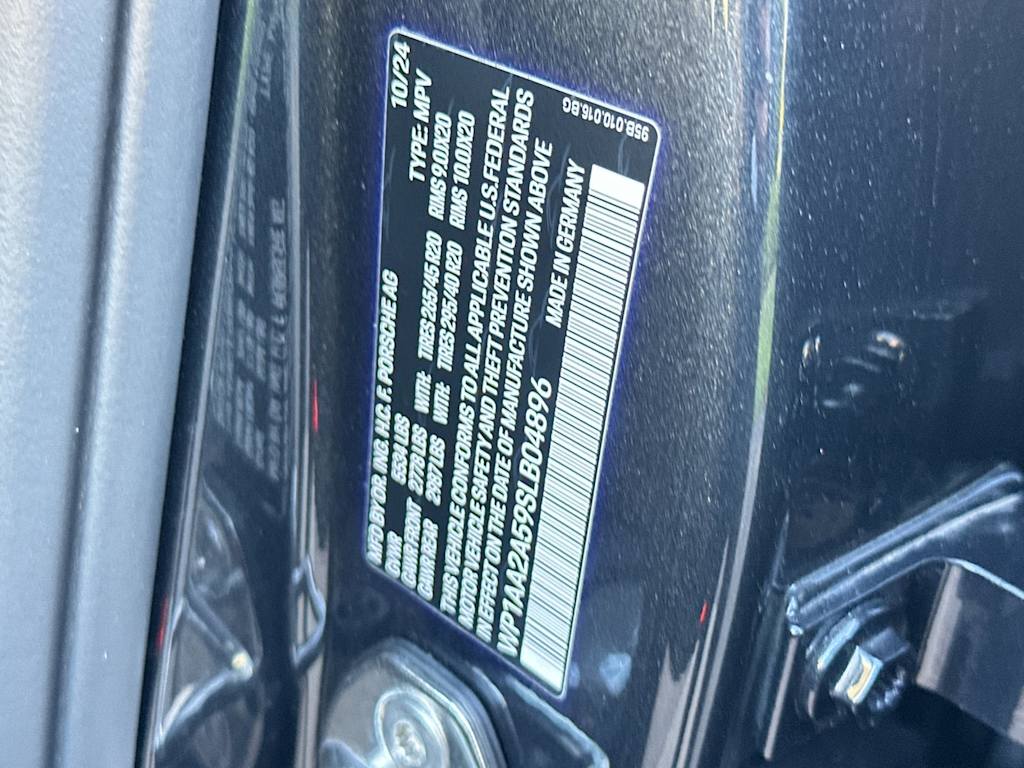 MFD BY DR. ING. H.C. F. PORSCHE AG 10/24
GVWR 5534 LBS TYPE: MPV
GAWR FRONT 2778 LBS WITH: TIRES 265/45 R20 RIMS 9.0JX20
GAWR REAR 2917 LBS WITH: TIRES 295/40 R20 RIMS 10.0JX20
THIS VEHICLE CONFORMS TO ALL APPLICABLE U.S. FEDERAL
MOTOR VEHICLE SAFETY AND THEFT PREVENTION STANDARDS
IN EFFECT ON THE DATE OF MANUFACTURE SHOWN ABOVE
WP1AA2A59SLB04896 MADE IN GERMANY
95B.010.016.BG